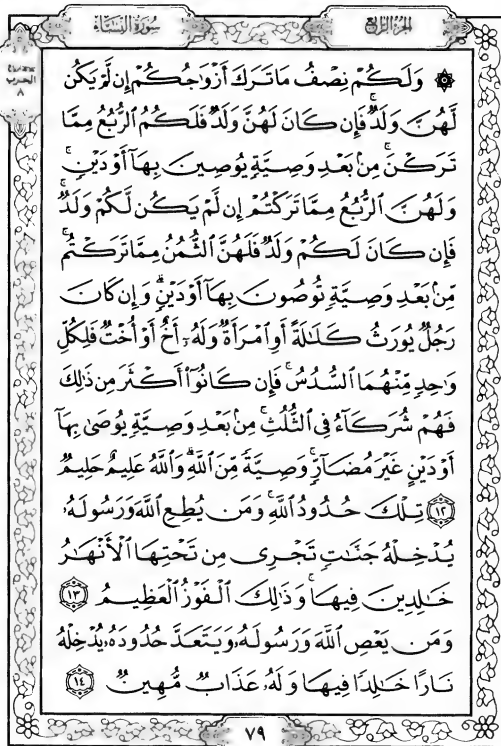 سورة النساء
الجزء الرابع
الحزب
٨
۞ وَلَكُمْ نِصْفُ مَا تَرَكَ أَزْوَٰجُكُمْ إِن لَّمْ يَكُن
لَّهُنَّ وَلَدٌ ۚ فَإِن كَانَ لَهُنَّ وَلَدٌ فَلَكُمُ ٱلرُّبُعُ مِمَّا
تَرَكْنَ ۚ مِنۢ بَعْدِ وَصِيَّةٍ يُوصِينَ بِهَآ أَوْ دَيْنٍ ۚ
وَلَهُنَّ ٱلرُّبُعُ مِمَّا تَرَكْتُمْ إِن لَّمْ يَكُن لَّكُمْ وَلَدٌ ۚ
فَإِن كَانَ لَكُمْ وَلَدٌ فَلَهُنَّ ٱلثُّمُنُ مِمَّا تَرَكْتُم ۚ
مِّنۢ بَعْدِ وَصِيَّةٍ تُوصُونَ بِهَآ أَوْ دَيْنٍ ۗ وَإِن كَانَ
رَجُلٌ يُورَثُ كَلَٰلَةً أَوِ ٱمْرَأَةٌ وَلَهُۥٓ أَخٌ أَوْ أُخْتٌ فَلِكُلِّ
وَٰحِدٍ مِّنْهُمَا ٱلسُّدُسُ ۚ فَإِن كَانُوٓا۟ أَكْثَرَ مِن ذَٰلِكَ
فَهُمْ شُرَكَآءُ فِى ٱلثُّلُثِ ۚ مِنۢ بَعْدِ وَصِيَّةٍ يُوصَىٰ بِهَآ
أَوْ دَيْنٍ غَيْرَ مُضَآرٍّ ۚ وَصِيَّةً مِّنَ ٱللَّهِ ۗ وَٱللَّهُ عَلِيمٌ حَلِيمٌ
﴿١٢﴾ تِلْكَ حُدُودُ ٱللَّهِ ۚ وَمَن يُطِعِ ٱللَّهَ وَرَسُولَهُۥ
يُدْخِلْهُ جَنَّٰتٍ تَجْرِى مِن تَحْتِهَا ٱلْأَنْهَٰرُ
خَٰلِدِينَ فِيهَا ۚ وَذَٰلِكَ ٱلْفَوْزُ ٱلْعَظِيمُ ﴿١٣﴾
وَمَن يَعْصِ ٱللَّهَ وَرَسُولَهُۥ وَيَتَعَدَّ حُدُودَهُۥ يُدْخِلْهُ
نَارًا خَٰلِدًا فِيهَا وَلَهُۥ عَذَابٌ مُّهِينٌ ﴿١٤﴾
٧٩